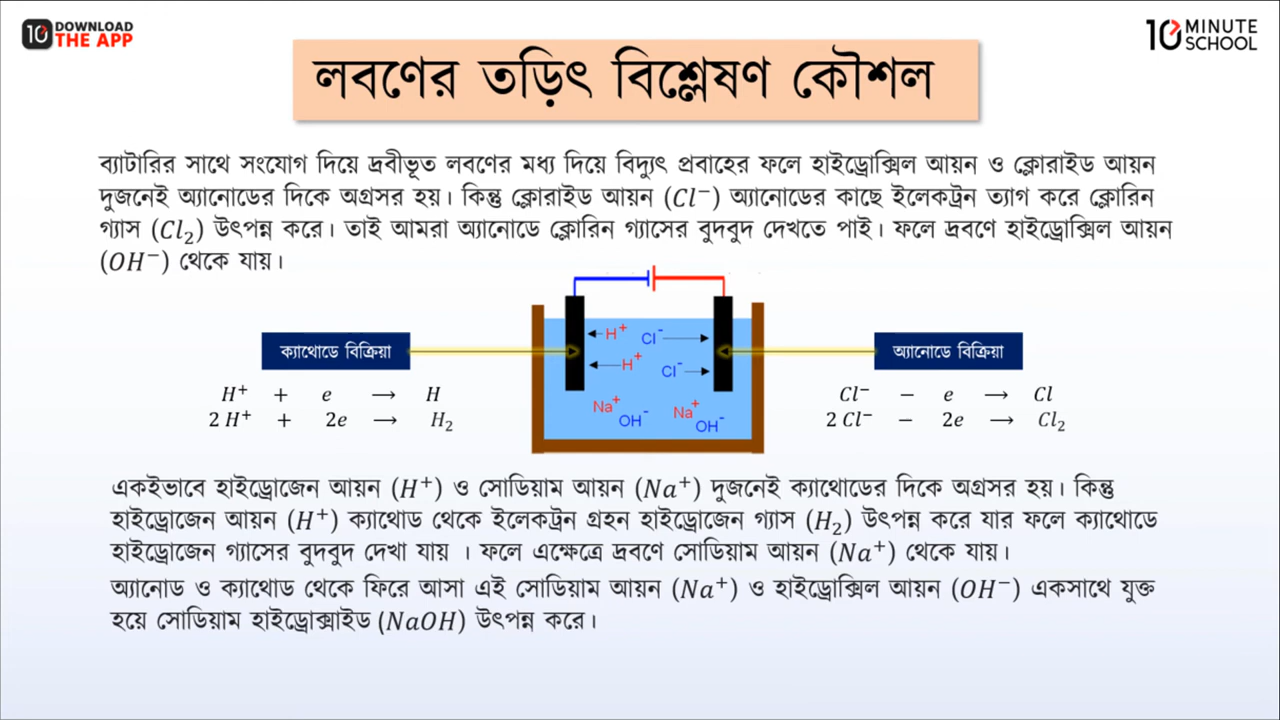 10 DOWNLOAD THE APP
10 MINUTE SCHOOL
লবণের তড়িৎ বিশ্লেষণ কৌশল
ব্যাটারির সাথে সংযোগ দিয়ে দ্রবীভূত লবণের মধ্য দিয়ে বিদ্যুৎ প্রবাহের ফলে হাইড্রোক্সিল আয়ন ও ক্লোরাইড আয়ন
দুজনেই অ্যানোডের দিকে অগ্রসর হয়। কিন্তু ক্লোরাইড আয়ন (Cl⁻) অ্যানোডের কাছে ইলেকট্রন ত্যাগ করে ক্লোরিন
গ্যাস (Cl₂) উৎপন্ন করে। তাই আমরা অ্যানোডে ক্লোরিন গ্যাসের বুদবুদ দেখতে পাই। ফলে দ্রবণে হাইড্রোক্সিল আয়ন
(OH⁻) থেকে যায়।
ক্যাথোডে বিক্রিয়া
H⁺ + e → H
2 H⁺ + 2e → H₂
H⁺ Cl⁻
H⁺ Cl⁻
Na⁺ OH⁻ Na⁺ OH⁻
অ্যানোডে বিক্রিয়া
Cl⁻ − e → Cl
2 Cl⁻ − 2e → Cl₂
একইভাবে হাইড্রোজেন আয়ন (H⁺) ও সোডিয়াম আয়ন (Na⁺) দুজনেই ক্যাথোডের দিকে অগ্রসর হয়। কিন্তু
হাইড্রোজেন আয়ন (H⁺) ক্যাথোড থেকে ইলেকট্রন গ্রহন হাইড্রোজেন গ্যাস (H₂) উৎপন্ন করে যার ফলে ক্যাথোডে
হাইড্রোজেন গ্যাসের বুদবুদ দেখা যায় । ফলে এক্ষেত্রে দ্রবণে সোডিয়াম আয়ন (Na⁺) থেকে যায়।
অ্যানোড ও ক্যাথোড থেকে ফিরে আসা এই সোডিয়াম আয়ন (Na⁺) ও হাইড্রোক্সিল আয়ন (OH⁻) একসাথে যুক্ত
হয়ে সোডিয়াম হাইড্রোক্সাইড (NaOH) উৎপন্ন করে।